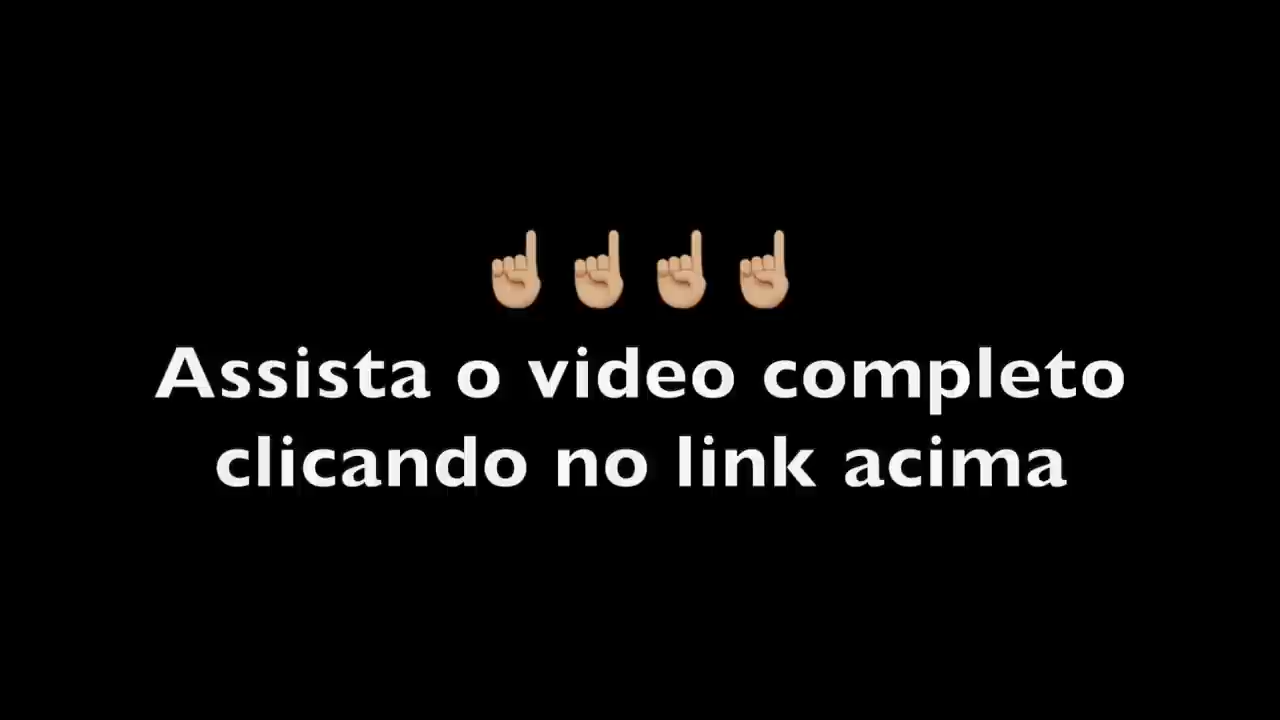 ☝🏼☝🏼☝🏼☝🏼
Assista o video completo
clicando no link acima